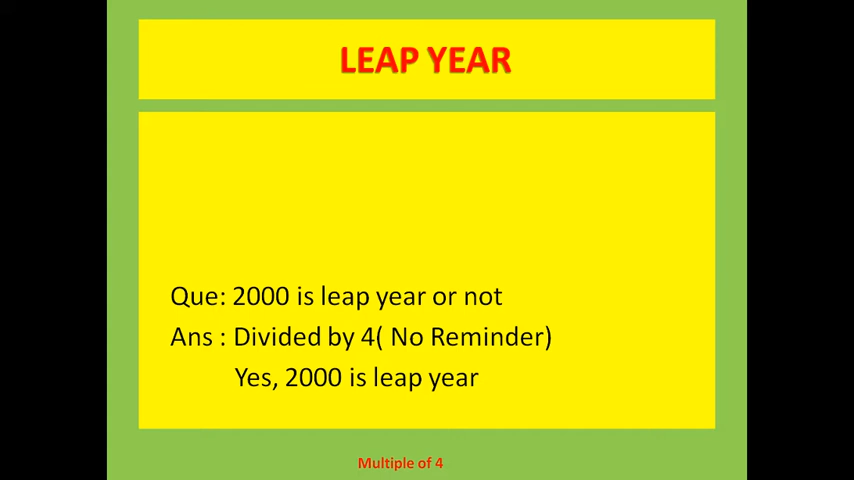 LEAP YEAR
Que: 2000 is leap year or not
Ans : Divided by 4( No Reminder)
Yes, 2000 is leap year
Multiple of 4